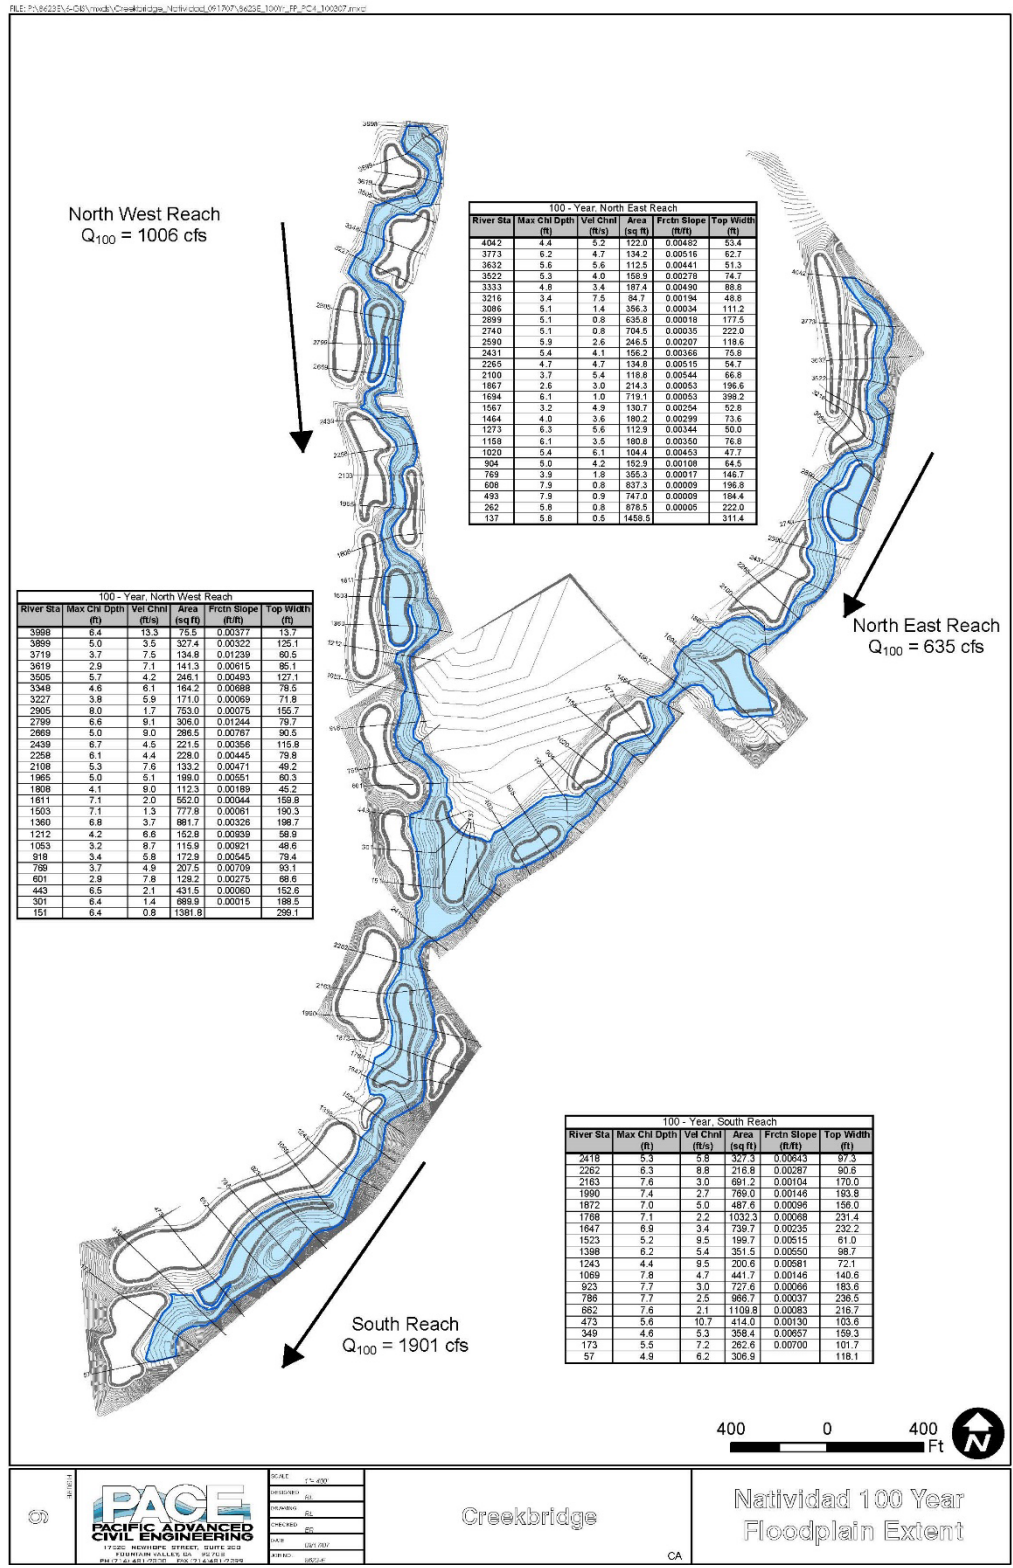 North West Reach
Q100 = 1006 cfs
100 - Year, North East Reach
River Sta Max Chl Dpth (ft) Vel Chnl (ft/s) Area (sq ft) Frctn Slope (ft/ft) Top Width (ft)
4042 4.4 5.2 122.0 0.00482 53.4
3773 6.2 4.7 134.2 0.00516 62.7
3632 5.6 5.6 112.5 0.00441 51.3
3522 5.3 4.0 158.9 0.00278 74.7
3333 4.8 3.4 187.4 0.00490 88.8
3216 3.4 7.5 84.7 0.00194 48.8
3086 5.1 1.4 356.3 0.00034 111.2
2899 5.1 0.8 635.8 0.00018 177.5
2740 5.1 0.8 704.5 0.00035 222.0
2590 5.9 2.6 246.5 0.00207 118.6
2431 5.4 4.1 156.2 0.00366 75.8
2265 4.7 4.7 134.8 0.00515 54.7
2100 3.7 5.4 118.8 0.00544 66.8
1867 2.6 3.0 214.3 0.00053 196.6
1694 6.1 1.0 719.1 0.00053 398.2
1567 3.2 4.9 130.7 0.00254 52.8
1464 4.0 3.6 180.2 0.00299 73.6
1273 6.3 5.6 112.9 0.00344 50.0
1158 6.1 3.5 180.8 0.00350 76.8
1020 5.4 6.1 104.4 0.00453 47.7
904 5.0 4.2 152.9 0.00108 64.5
769 3.9 1.8 355.3 0.00017 146.7
608 7.9 0.8 837.3 0.00009 196.8
493 7.9 0.9 747.0 0.00009 184.4
262 5.8 0.8 878.5 0.00005 222.0
137 5.8 0.5 1458.5 311.4
North East Reach
Q100 = 635 cfs
100 - Year, North West Reach
River Sta Max Chl Dpth (ft) Vel Chnl (ft/s) Area (sq ft) Frctn Slope (ft/ft) Top Width (ft)
3998 6.4 13.3 75.5 0.00377 13.7
3899 5.0 3.5 327.4 0.00322 125.1
3719 3.7 7.5 134.8 0.01239 60.5
3619 2.9 7.1 141.3 0.00615 85.1
3505 5.7 4.2 246.1 0.00493 127.1
3348 4.6 6.1 164.2 0.00688 78.5
3227 3.8 5.9 171.0 0.00069 71.8
2905 8.0 1.7 753.0 0.00075 155.7
2799 6.6 9.1 306.0 0.01244 79.7
2669 5.0 9.0 286.5 0.00767 90.5
2439 6.7 4.5 221.5 0.00356 115.8
2258 6.1 4.4 228.0 0.00445 79.8
2108 5.3 7.6 133.2 0.00471 49.2
1965 5.0 5.1 199.0 0.00551 60.3
1808 4.1 9.0 112.3 0.00189 45.2
1611 7.1 2.0 552.0 0.00044 159.8
1503 7.1 1.3 777.8 0.00061 190.3
1360 6.8 3.7 881.7 0.00326 198.7
1212 4.2 6.6 152.8 0.00939 58.9
1053 3.2 8.7 115.9 0.00921 48.6
918 3.4 5.8 172.9 0.00545 79.4
769 3.7 4.9 207.5 0.00709 93.1
601 2.9 7.8 129.2 0.00275 68.6
443 6.5 2.1 431.5 0.00060 152.6
301 6.4 1.4 689.9 0.00015 188.5
151 6.4 0.8 1381.8 299.1
100 - Year, South Reach
River Sta Max Chl Dpth (ft) Vel Chnl (ft/s) Area (sq ft) Frctn Slope (ft/ft) Top Width (ft)
2418 5.3 5.8 327.3 0.00643 97.3
2262 6.3 8.8 216.8 0.00287 90.6
2163 7.6 3.0 691.2 0.00104 170.0
1990 7.4 2.7 769.0 0.00146 193.8
1872 7.0 5.0 487.6 0.00096 156.0
1768 7.1 2.2 1032.3 0.00068 231.4
1647 6.9 3.4 739.7 0.00235 232.2
1523 5.2 9.5 199.7 0.00515 61.0
1398 6.2 5.4 351.5 0.00550 98.7
1243 4.4 9.5 200.6 0.00581 72.1
1069 7.8 4.7 441.7 0.00146 140.6
923 7.7 3.0 727.6 0.00066 183.6
786 7.7 2.5 966.7 0.00037 236.5
662 7.6 2.1 1109.8 0.00083 216.7
473 5.6 10.7 414.0 0.00130 103.6
349 4.6 5.3 358.4 0.00657 159.3
173 5.5 7.2 262.6 0.00700 101.7
57 4.9 6.2 306.9 118.1
South Reach
Q100 = 1901 cfs
400 0 400
Ft
N
PACE
PACIFIC ADVANCED
CIVIL ENGINEERING
17520 NEWHOPE STREET, SUITE 200
FOUNTAIN VALLEY, CA 92708
SCALE
DESIGNED
DRAWING
CHECKED
DATE
JOB NO.
Creekbridge
CA
Natividad 100 Year
Floodplain Extent